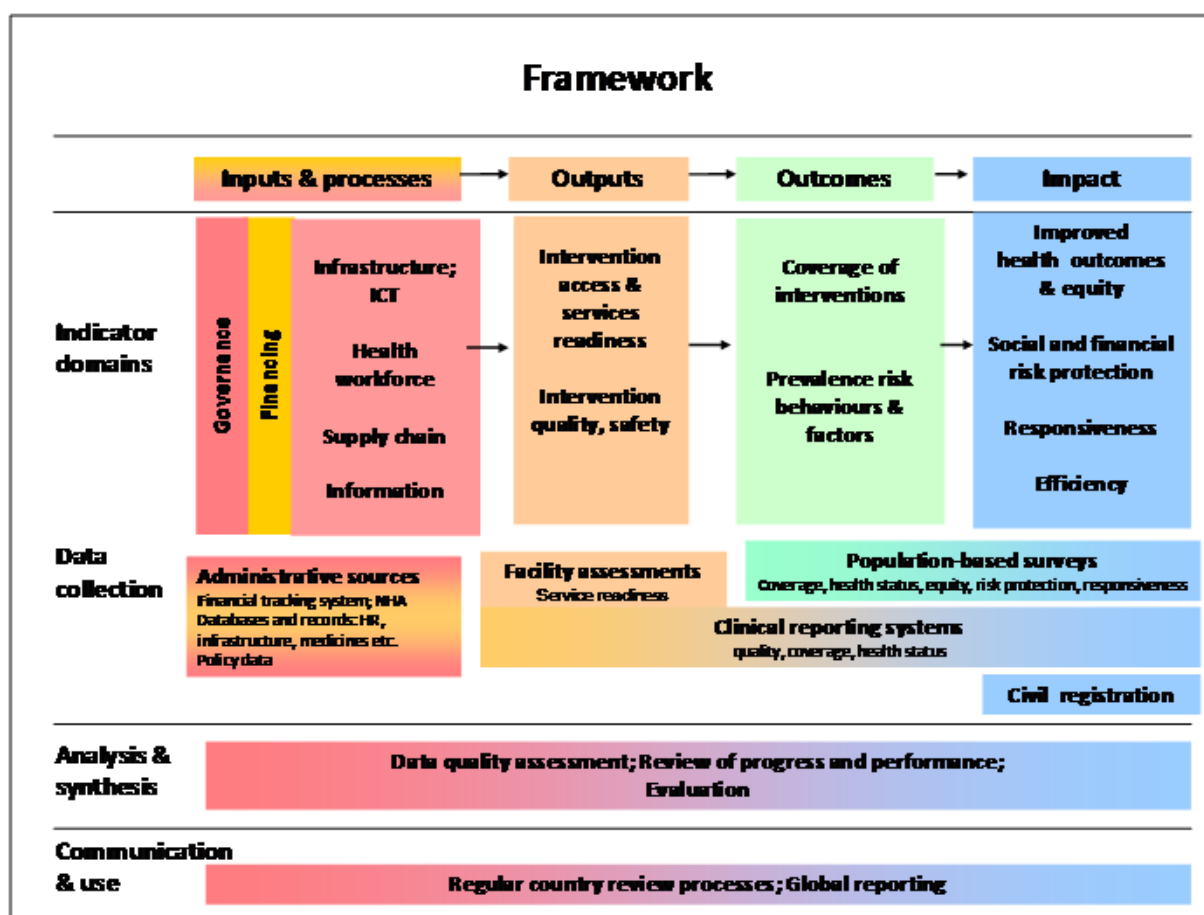 Framework
Inputs & processes
Outputs
Outcomes
Impact
Indicator
domains
Governance
Financing
Infrastructure;
ICT
Health
workforce
Supply chain
Information
Intervention
access &
services
readiness
Intervention
quality, safety
Coverage of
interventions
Prevalence risk
behaviours &
factors
Improved
health outcomes
& equity
Social and financial
risk protection
Responsiveness
Efficiency
Data
collection
Administrative sources
Financial tracking system; NHA
Databases and records: HR,
infrastructure, medicines etc.
Policy data
Facility assessments
Service readiness
Population-based surveys
Coverage, health status, equity, risk protection, responsiveness
Clinical reporting systems
quality, coverage, health status
Civil registration
Analysis &
synthesis
Data quality assessment; Review of progress and performance;
Evaluation
Communication
& use
Regular country review processes; Global reporting